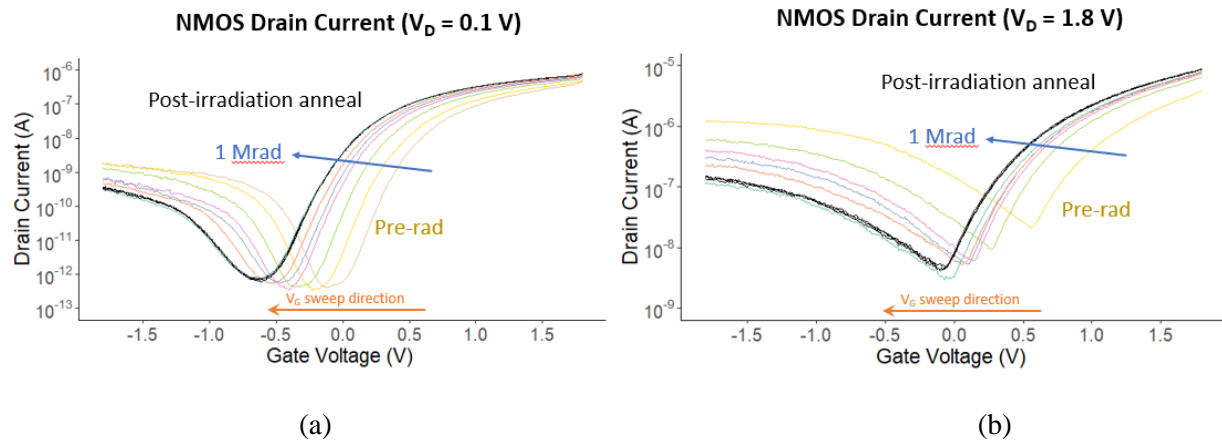 NMOS Drain Current (V_D = 0.1 V)
Drain Current (A)
10⁻⁶
10⁻⁷
10⁻⁸
10⁻⁹
10⁻¹⁰
10⁻¹¹
10⁻¹²
10⁻¹³
Post-irradiation anneal
1 Mrad
Pre-rad
V_G sweep direction
-1.5 -1.0 -0.5 0.0 0.5 1.0 1.5
Gate Voltage (V)
(a)
NMOS Drain Current (V_D = 1.8 V)
Drain Current (A)
10⁻⁵
10⁻⁶
10⁻⁷
10⁻⁸
10⁻⁹
Post-irradiation anneal
1 Mrad
Pre-rad
V_G sweep direction
-1.5 -1.0 -0.5 0.0 0.5 1.0 1.5
Gate Voltage (V)
(b)